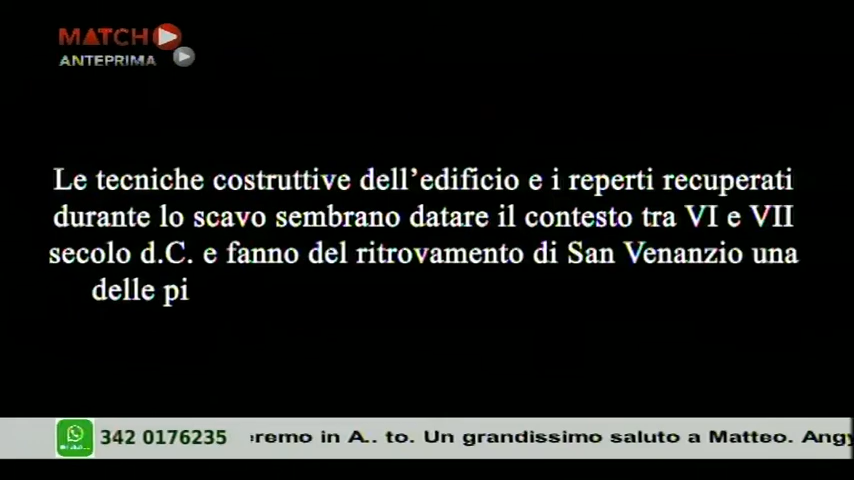 MATCH
ANTEPRIMA
Le tecniche costruttive dell'edificio e i reperti recuperati
durante lo scavo sembrano datare il contesto tra VI e VII
secolo d.C. e fanno del ritrovamento di San Venanzio una
delle pi
342 0176235 remo in A.. to. Un grandissimo saluto a Matteo. Angy